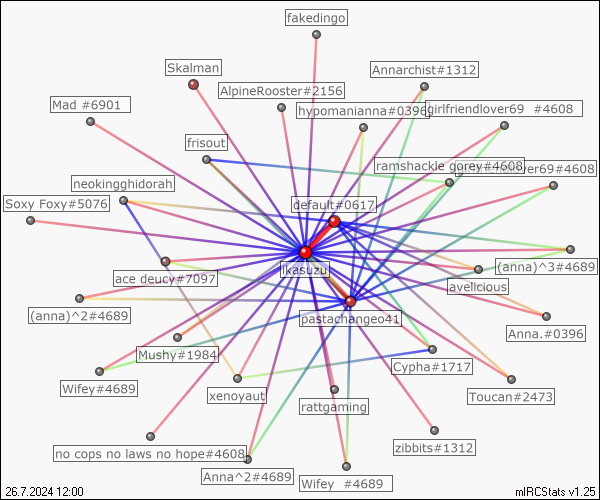 fakedingo
Skalman
Annarchist#1312
AlpineRooster#2156
Mad #6901
hypomanianna#0396
girlfriendlover69 #4608
frisout
ramshackle gorey#4608
#4608
neokingghidorah
default#0617
Soxy Foxy#5076
likasuzu
(anna)^3#4689
ace deucy#7097
avelicious
(anna)^2#4689
pastachangeo41
Anna.#0396
Mushy#1984
Cypha#1717
Wifey#4689
xenoyaut
rattgaming
Toucan#2473
no cops no laws no hope#4608
zibbits#1312
Anna^2#4689
Wifey #4689
26.7.2024 12:00
mIRCStats v1.25